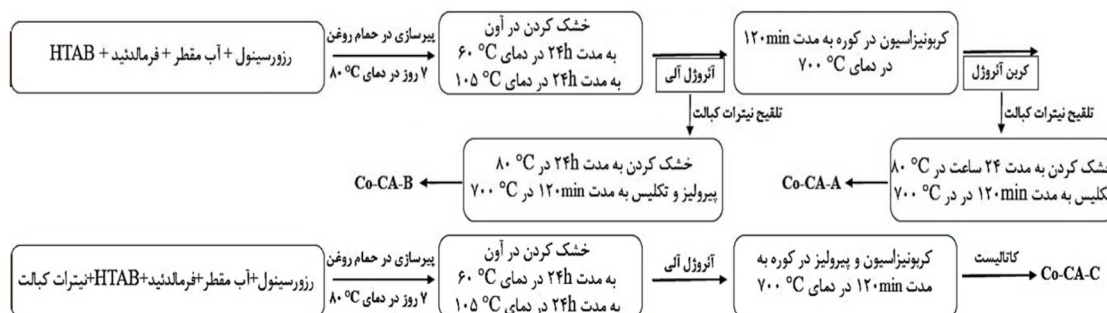 رزورسینول + آب مقطر + فرمالدئید + HTAB
پیرسازی در حمام روغن
۷ روز در دمای ۸۰ °C
خشک کردن در آون
به مدت ۲۴h در دمای ۶۰ °C
به مدت ۲۴h در دمای ۱۰۵ °C
آئروژل آلی
کربونیزاسیون در کوره به مدت ۱۲۰min
در دمای ۷۰۰ °C
کربن آئروژل
تلقیح نیترات کبالت
تلقیح نیترات کبالت
خشک کردن به مدت ۲۴h در ۸۰ °C
پیرولیز و تکلیس به مدت ۱۲۰min در ۷۰۰ °C
Co-CA-B
خشک کردن به مدت ۲۴ ساعت در ۸۰ °C
تکلیس به مدت ۱۲۰min در در ۷۰۰ °C
Co-CA-A
رزورسینول+آب مقطر+فرمالدئید+HTAB+نیترات کبالت
پیرسازی در حمام روغن
۷ روز در دمای ۸۰ °C
خشک کردن در آون
به مدت ۲۴h در دمای ۶۰ °C
به مدت ۲۴h در دمای ۱۰۵ °C
آئروژل آلی
کربونیزاسیون و پیرولیز در کوره به
مدت ۱۲۰min در دمای ۷۰۰ °C
کاتالیست
Co-CA-C